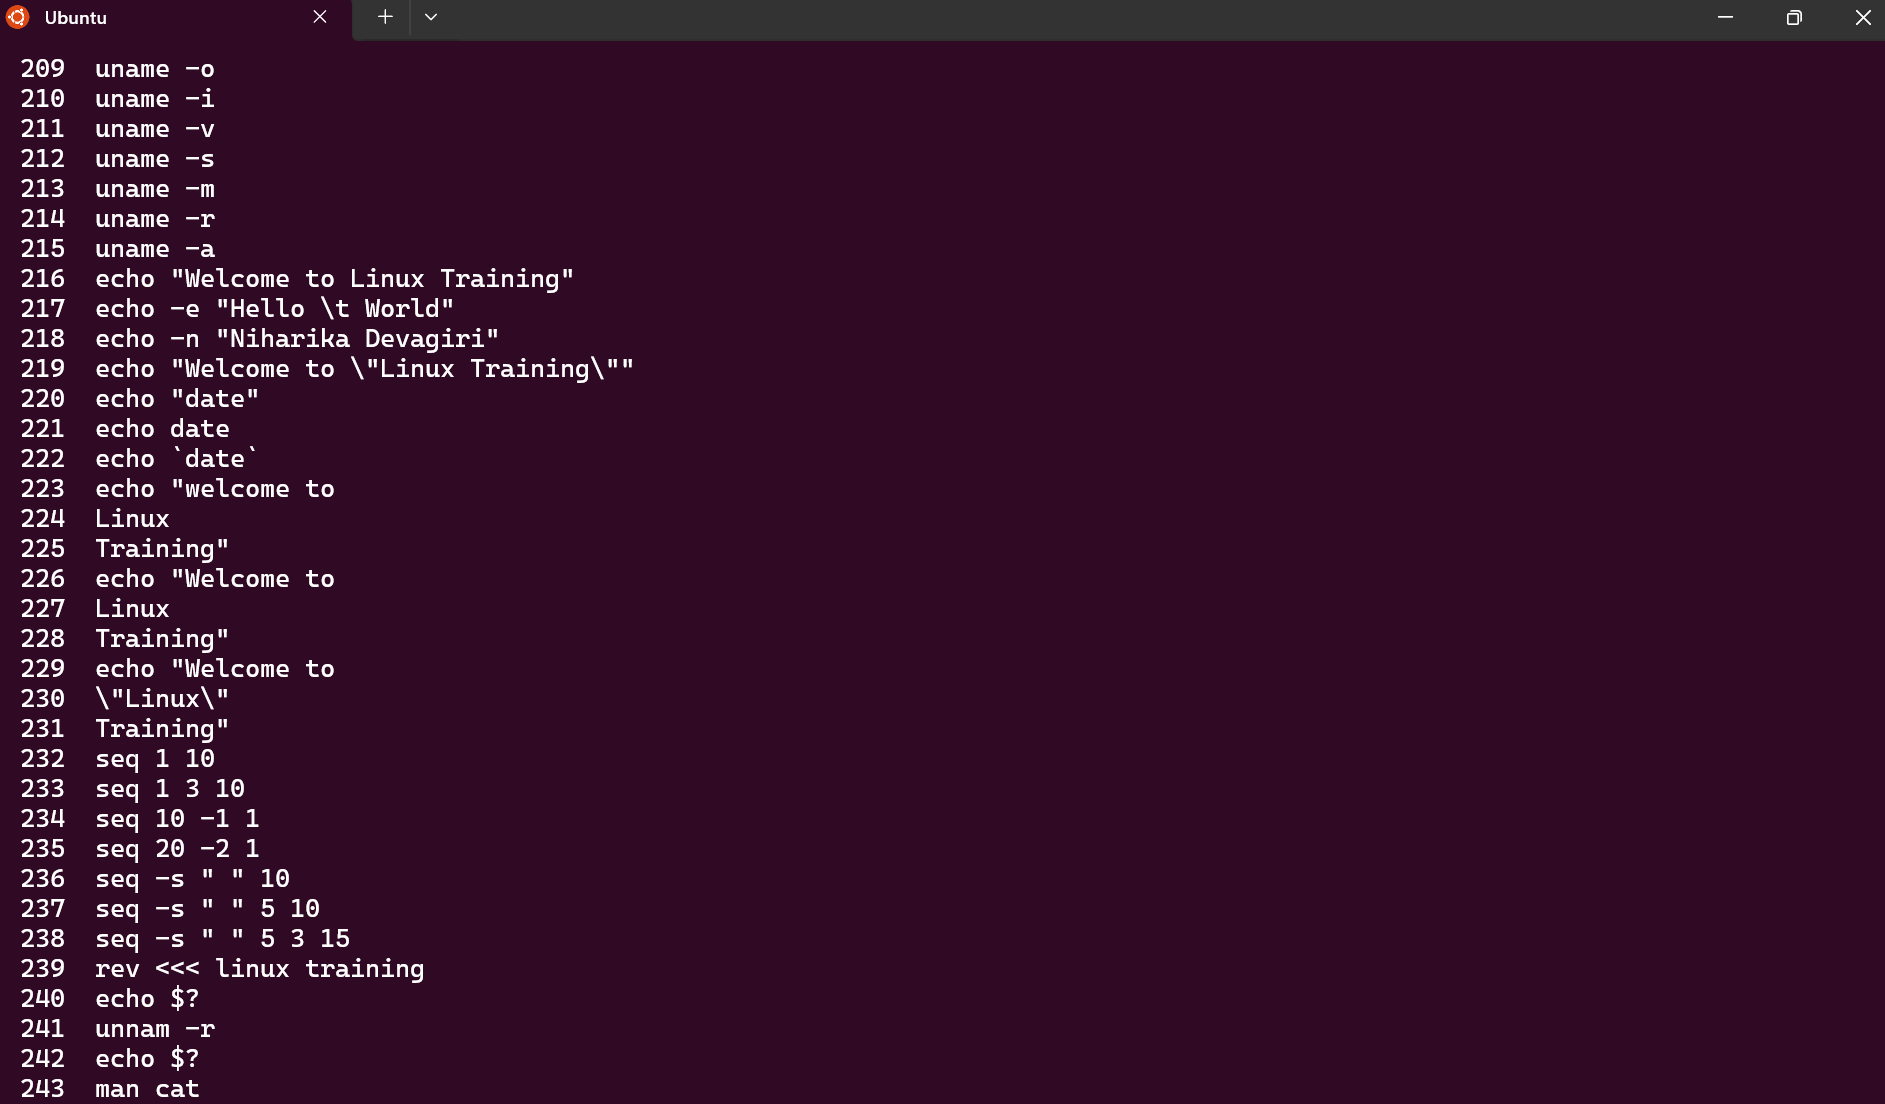 Ubuntu
209 uname -o
210 uname -i
211 uname -v
212 uname -s
213 uname -m
214 uname -r
215 uname -a
216 echo "Welcome to Linux Training"
217 echo -e "Hello \t World"
218 echo -n "Niharika Devagiri"
219 echo "Welcome to \"Linux Training\""
220 echo "date"
221 echo date
222 echo `date`
223 echo "welcome to
224 Linux
225 Training"
226 echo "Welcome to
227 Linux
228 Training"
229 echo "Welcome to
230 \"Linux\"
231 Training"
232 seq 1 10
233 seq 1 3 10
234 seq 10 -1 1
235 seq 20 -2 1
236 seq -s " " 10
237 seq -s " " 5 10
238 seq -s " " 5 3 15
239 rev <<< linux training
240 echo $?
241 unnam -r
242 echo $?
243 man cat